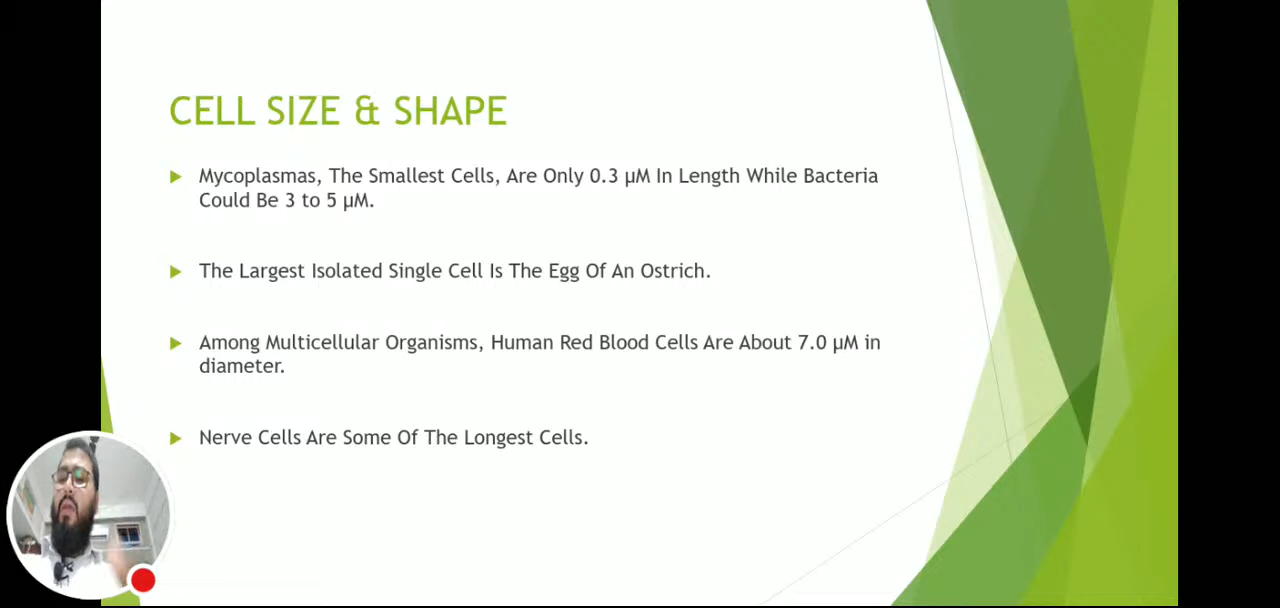 CELL SIZE & SHAPE
Mycoplasmas, The Smallest Cells, Are Only 0.3 µM In Length While Bacteria
Could Be 3 to 5 µM.
The Largest Isolated Single Cell Is The Egg Of An Ostrich.
Among Multicellular Organisms, Human Red Blood Cells Are About 7.0 µM in
diameter.
Nerve Cells Are Some Of The Longest Cells.